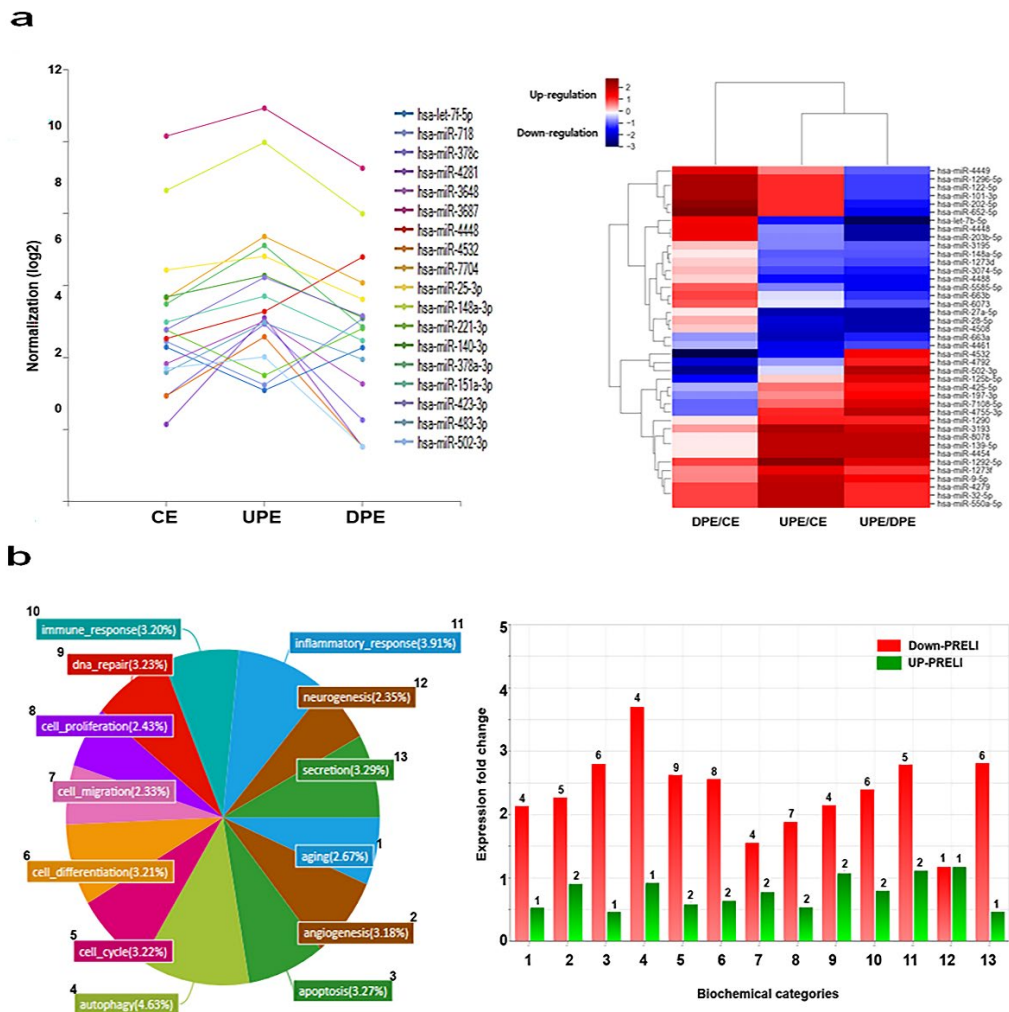 a
12
10
8
6
4
2
0
Normalization (log2)
CE
UPE
DPE
hsa-let-7f-5p
hsa-miR-718
hsa-miR-378c
hsa-miR-4281
hsa-miR-3648
hsa-miR-3687
hsa-miR-4448
hsa-miR-4532
hsa-miR-7704
hsa-miR-25-3p
hsa-miR-148a-3p
hsa-miR-221-3p
hsa-miR-140-3p
hsa-miR-378a-3p
hsa-miR-151a-3p
hsa-miR-423-3p
hsa-miR-483-3p
hsa-miR-502-3p
Up-regulation
Down-regulation
2
1
0
-1
-2
-3
hsa-miR-4449
hsa-miR-1296-5p
hsa-miR-122-5p
hsa-miR-101-3p
hsa-miR-202-5p
hsa-miR-652-5p
hsa-let-7b-5p
hsa-miR-4448
hsa-miR-203b-5p
hsa-miR-3195
hsa-miR-148a-5p
hsa-miR-1273d
hsa-miR-3074-5p
hsa-miR-4488
hsa-miR-5585-5p
hsa-miR-663b
hsa-miR-6073
hsa-miR-27a-5p
hsa-miR-28-5p
hsa-miR-4508
hsa-miR-663a
hsa-miR-4461
hsa-miR-4532
hsa-miR-4792
hsa-miR-502-3p
hsa-miR-125b-5p
hsa-miR-425-5p
hsa-miR-197-3p
hsa-miR-7108-5p
hsa-miR-4755-3p
hsa-miR-1290
hsa-miR-3193
hsa-miR-8078
hsa-miR-139-5p
hsa-miR-4454
hsa-miR-1292-5p
hsa-miR-1273f
hsa-miR-9-5p
hsa-miR-4279
hsa-miR-32-5p
hsa-miR-550a-5p
DPE/CE
UPE/CE
UPE/DPE
b
10
immune_response(3.20%)
9
dna_repair(3.23%)
8
cell_proliferation(2.43%)
7
cell_migration(2.33%)
6
cell_differentiation(3.21%)
5
cell_cycle(3.22%)
4
autophagy(4.63%)
11
inflammatory_response(3.91%)
12
neurogenesis(2.35%)
13
secretion(3.29%)
1
aging(2.67%)
2
angiogenesis(3.18%)
3
apoptosis(3.27%)
5
4
3
2
1
0
Expression fold change
Down-PRELI
UP-PRELI
4 1 5 2 6 1 4 2 9 2 8 2 2 4 7 1 5 2 6 2 5 2 1 1 6 1
1 2 3 4 5 6 7 8 9 10 11 12 13
Biochemical categories